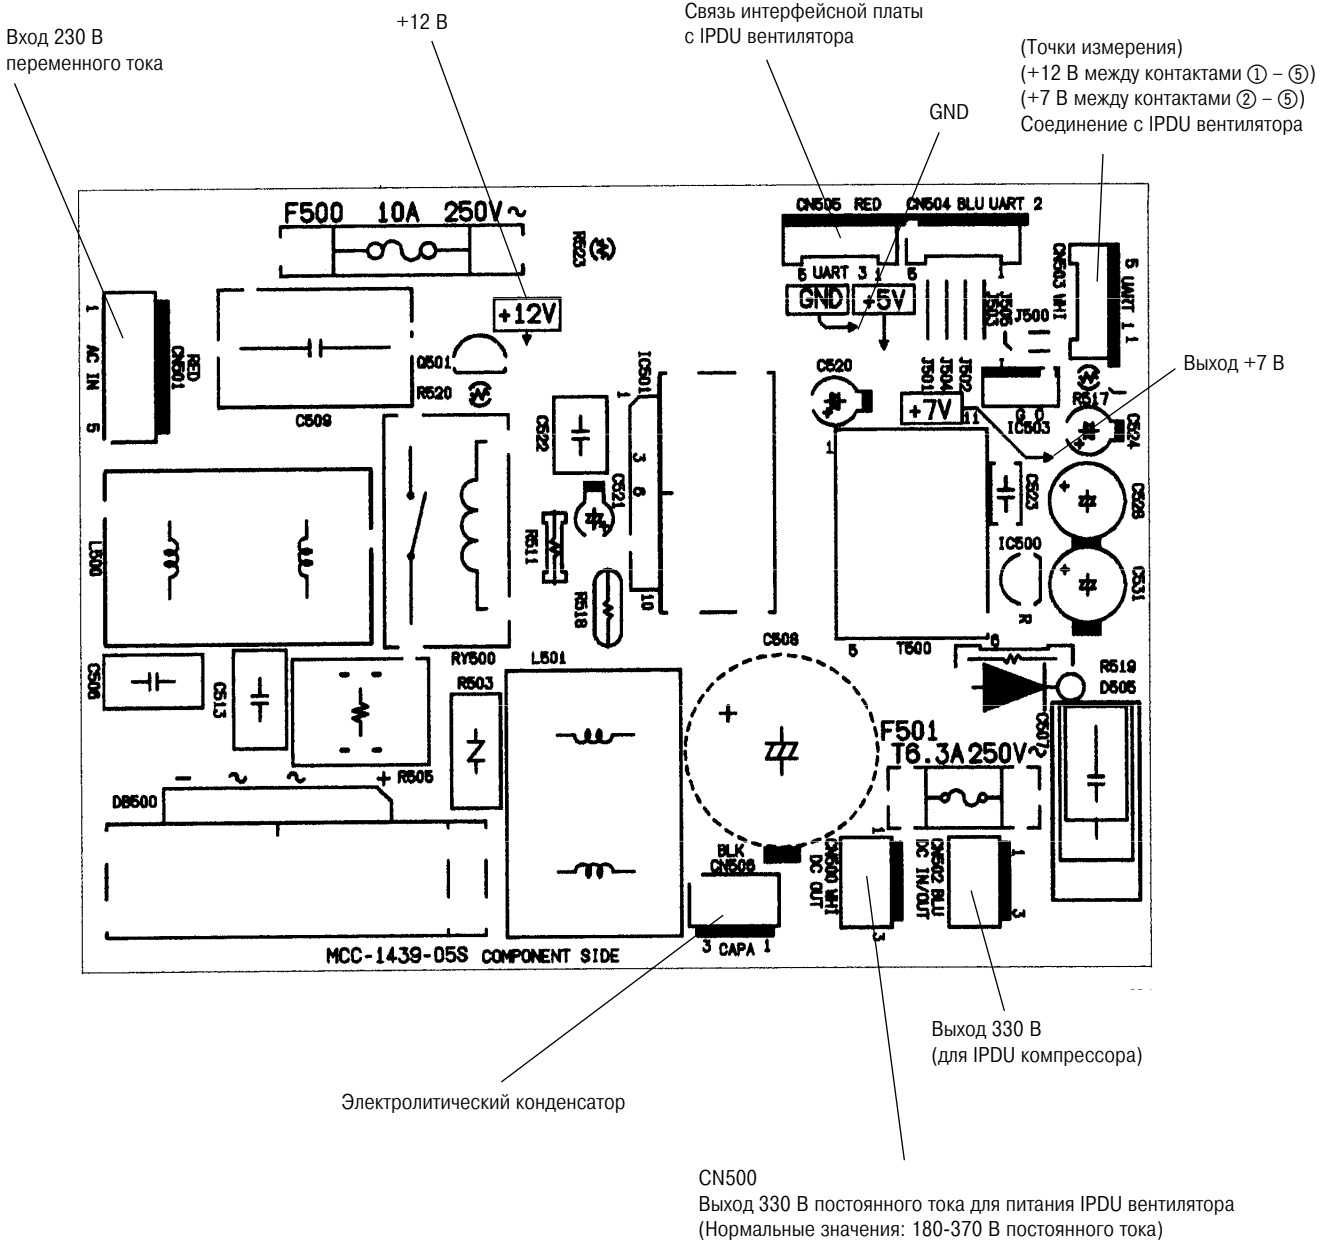 Связь интерфейсной платы
с IPDU вентилятора
+12 В
Вход 230 В
переменного тока
(Точки измерения)
(+12 В между контактами ① – ⑤)
(+7 В между контактами ② – ⑤)
Соединение с IPDU вентилятора
GND
F500 10A 250V~
R523
CN505 RED
CN504 BLU UART 2
5 UART 3 1
5 1
GND
+5V
+12V
CN503 WHI
5 UART 1 1
J503
J505
J500
1 AC IN 5
CN501
RED
C509
Q501
R520
IC501
1
3
6
10
C520
J501
J504
J502
+7V
11
G O
IC503
R517
C524
Выход +7 В
C522
C521
R511
R518
L500
1
C523
C528
IC500
R
C531
5
T500
6
C506
C513
RY500
L501
R503
C508
R519
D505
C507
+
F501
T6.3A250V~
- ~ ~ +
R505
DB500
BLK
CN506
3 CAPA 1
1
CN500 WHI
DC OUT
3
CN502 BLU
DC IN/OUT
1
3
MCC-1439-05S COMPONENT SIDE
Выход 330 В
(для IPDU компрессора)
Электролитический конденсатор
CN500
Выход 330 В постоянного тока для питания IPDU вентилятора
(Нормальные значения: 180-370 В постоянного тока)